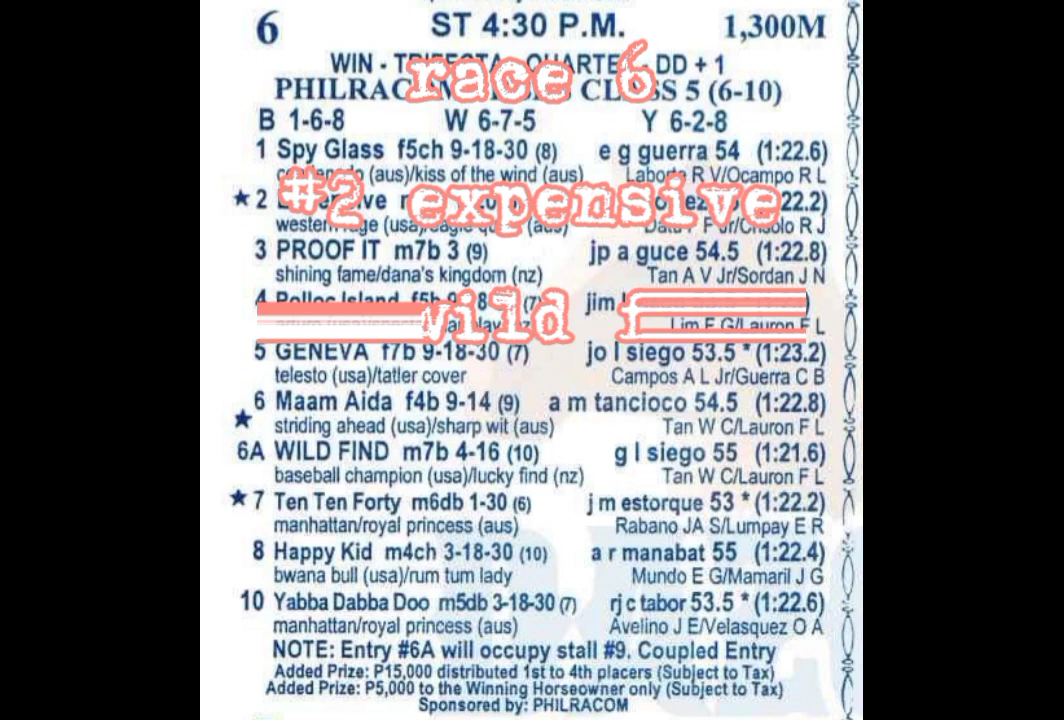 6 ST 4:30 P.M. 1,300M
WIN - DD + 1
race 6
PHILRAC CLASS 5 (6-10)
B 1-6-8 W 6-7-5 Y 6-2-8
1 Spy Glass f5ch 9-18-30 (8) e g guerra 54 (1:22.6)
(aus)/kiss of the wind (aus) Laborte R V/Ocampo R L
★ 2 22.2)
#2 expensive
R J
3 PROOF IT m7b 3 (9) jp a guce 54.5 (1:22.8)
shining fame/dana's kingdom (nz) Tan A V Jr/Sordan J N
4 Polloc Island f5b jim
wild f
Lim E G/Lauron F L
5 GENEVA f7b 9-18-30 (7) jo l siego 53.5 * (1:23.2)
telesto (usa)/tatler cover Campos A L Jr/Guerra C B
6 Maam Aida f4b 9-14 (9) a m tancioco 54.5 (1:22.8)
★ striding ahead (usa)/sharp wit (aus) Tan W C/Lauron F L
6A WILD FIND m7b 4-16 (10) g l siego 55 (1:21.6)
baseball champion (usa)/lucky find (nz) Tan W C/Lauron F L
★ 7 Ten Ten Forty m6db 1-30 (6) j m estorque 53 * (1:22.2)
manhattan/royal princess (aus) Rabano JA S/Lumpay E R
8 Happy Kid m4ch 3-18-30 (10) a r manabat 55 (1:22.4)
bwana bull (usa)/rum tum lady Mundo E G/Mamaril J G
10 Yabba Dabba Doo m5db 3-18-30 (7) rj c tabor 53.5 * (1:22.6)
manhattan/royal princess (aus) Avelino J E/Velasquez O A
NOTE: Entry #6A will occupy stall #9. Coupled Entry
Added Prize: P15,000 distributed 1st to 4th placers (Subject to Tax)
Added Prize: P5,000 to the Winning Horseowner only (Subject to Tax)
Sponsored by: PHILRACOM